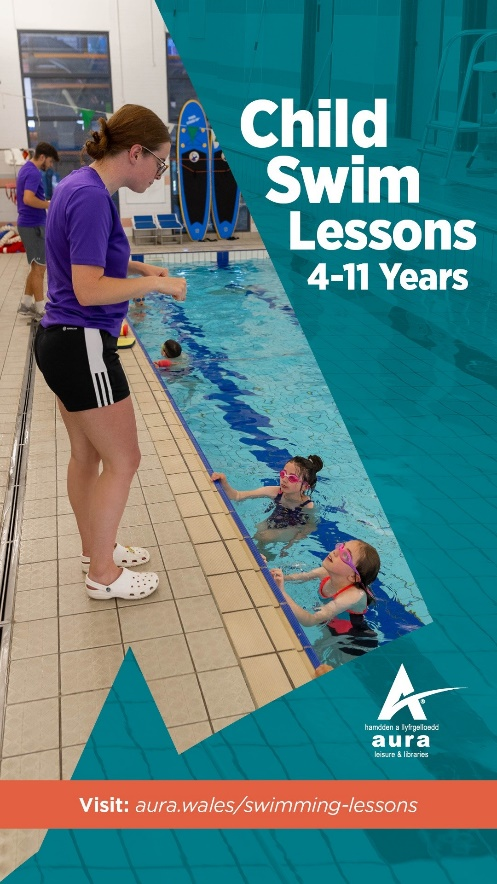 Child
Swim
Lessons
4-11 Years
hamdden a llyfrgelloedd
aura
leisure & libraries
Visit: aura.wales/swimming-lessons